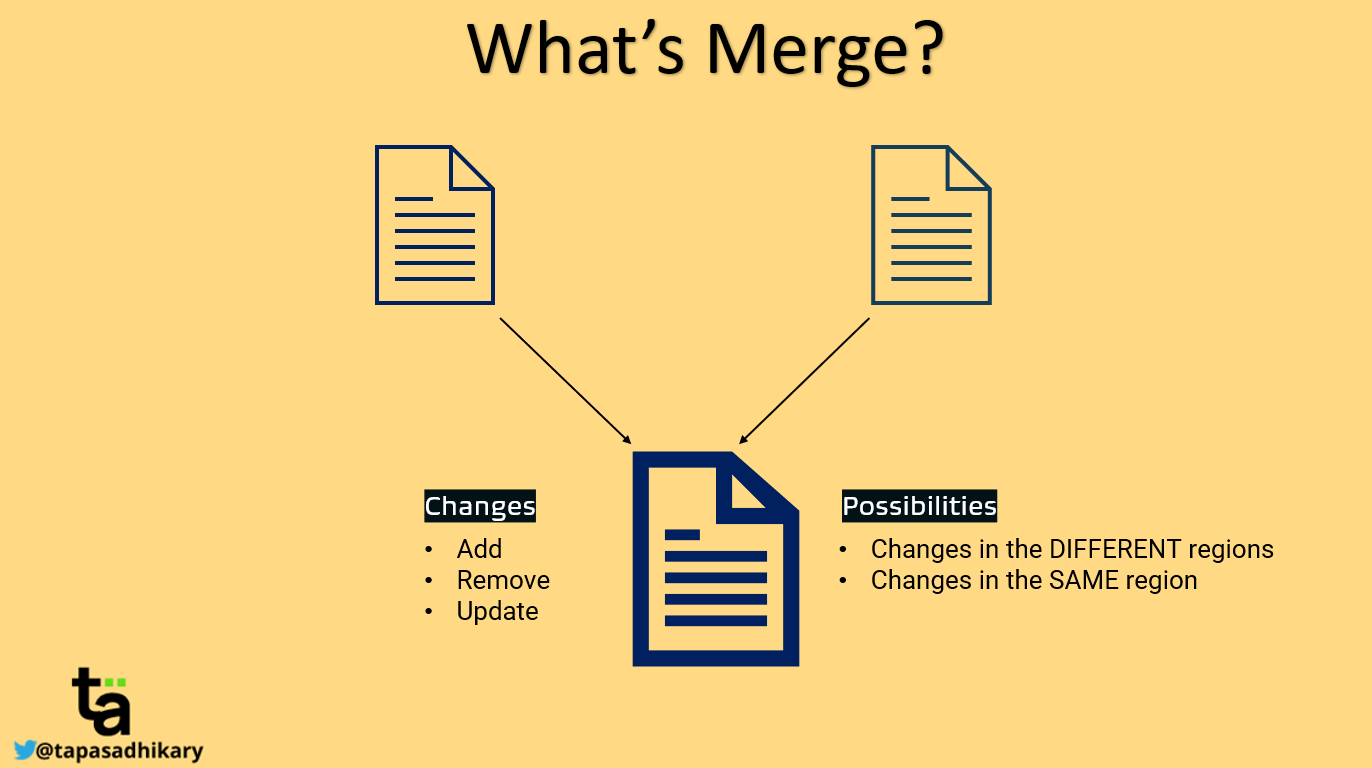 What’s Merge?
Changes
• Add
• Remove
• Update
Possibilities
• Changes in the DIFFERENT regions
• Changes in the SAME region
tä
@tapasadhikary